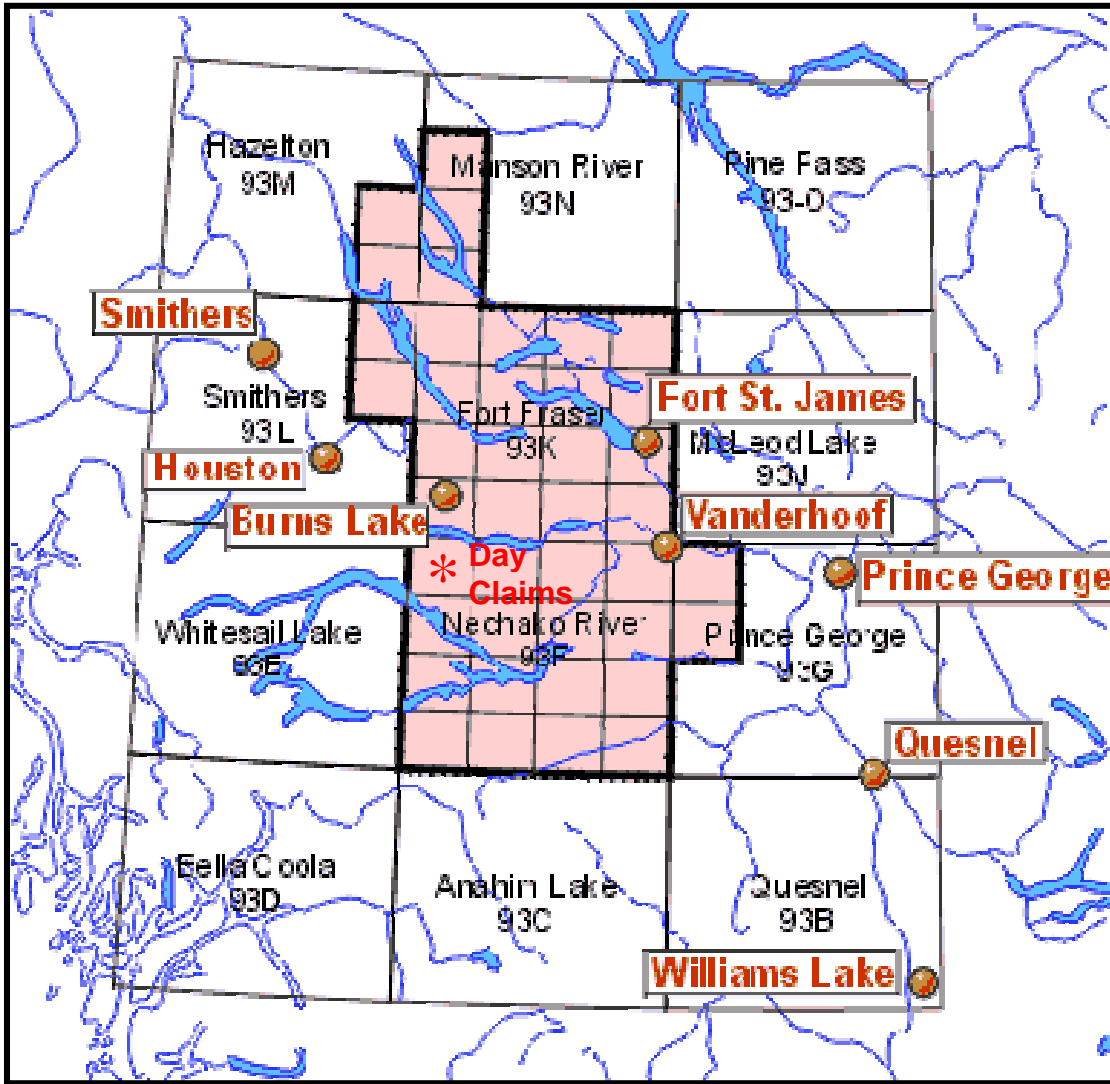 Hazelton
93M
Manson River
93N
Pine Pass
93-O
Smithers
Smithers
93L
Fort St. James
Fort Fraser
93K
McLeod Lake
93J
Houston
Burns Lake
Vanderhoof
Day
Claims
Prince George
Whitesail Lake
93E
Nechako River
93F
Prince George
93G
Quesnel
Bella Coola
93D
Anahim Lake
93C
Quesnel
93B
Williams Lake